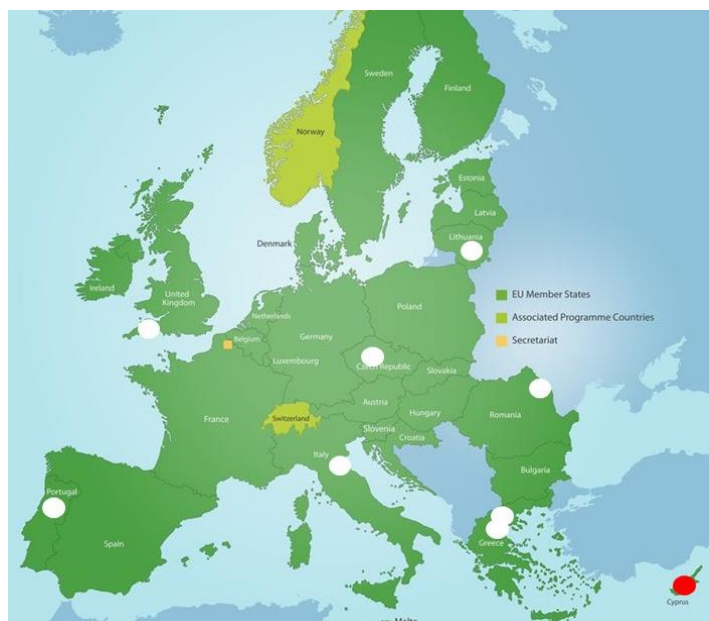 Sweden
Finland
Norway
Estonia
Latvia
Lithuania
Denmark
Ireland
United
Kingdom
Netherlands
Poland
Belgium
Germany
Luxembourg
Czech Republic
Slovakia
Austria
France
Switzerland
Hungary
Romania
Slovenia
Croatia
Italy
Bulgaria
Portugal
Spain
Greece
Cyprus
Malta
EU Member States
Associated Programme Countries
Secretariat